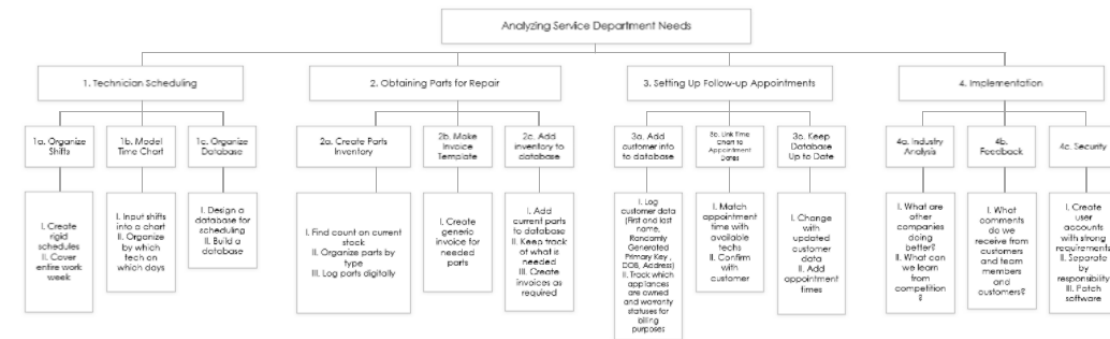 Analyzing Service Department Needs
1. Technician Scheduling
2. Obtaining Parts for Repair
3. Setting Up Follow-up Appointments
4. Implementation
1a. Organize
Shifts
1b. Model
Time Chart
1c. Organize
Database
2a. Create Parts
Inventory
2b. Make
Invoice
Template
2c. Add
inventory to
database
3a. Add
customer info
to database
3b. Link Time
Chart to
Appointment
Dates
3a. Keep
Database
Up to Date
4a. Industry
Analysis
4b.
Feedback
4c. Security
I. Create
rigid
schedules
II. Cover
entire work
week
I. Input shifts
into a chart
II. Organize
by which
tech on
which days
I. Design a
database for
scheduling
II. Build a
database
I. Find count on current
stock
II. Organize parts by
type
III. Log parts digitally
I. Create
generic
invoice for
needed
parts
I. Add
current parts
to database
II. Keep track
of what is
needed
III. Create
invoices as
required
I. Log
customer data
(First and last
name,
Randomly
Generated
Primary Key ,
DOB, Address)
II. Track which
appliances
are owned
and warranty
statuses for
billing
purposes
I. Match
appointment
time with
available
techs
II. Confirm
with
customer
I. Change
with
updated
customer
data
II. Add
appointment
times
I. What are
other
companies
doing
better?
II. What can
we learn
from
competition
?
I. What
comments
do we
receive from
customers
and team
members
and
customers?
I. Create
user
accounts
with strong
requirements
II. Separate
by
responsibility
III. Patch
software